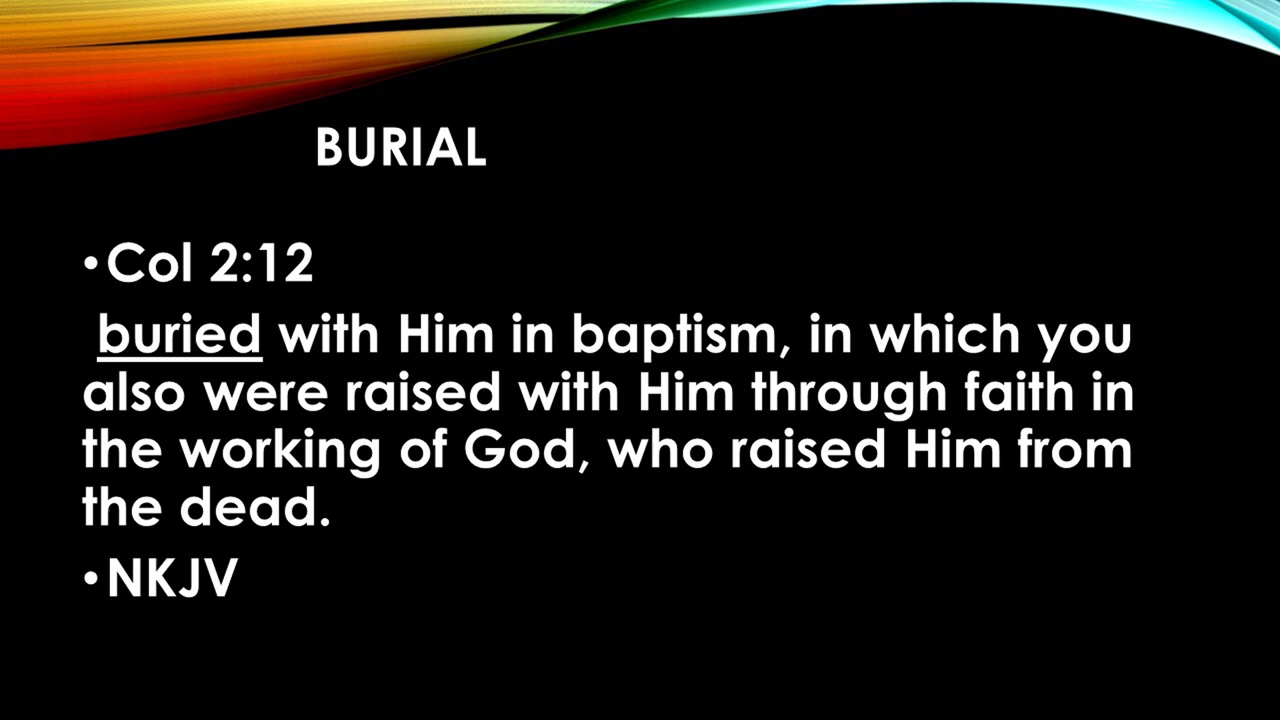 BURIAL
•Col 2:12
buried with Him in baptism, in which you
also were raised with Him through faith in
the working of God, who raised Him from
the dead.
•NKJV